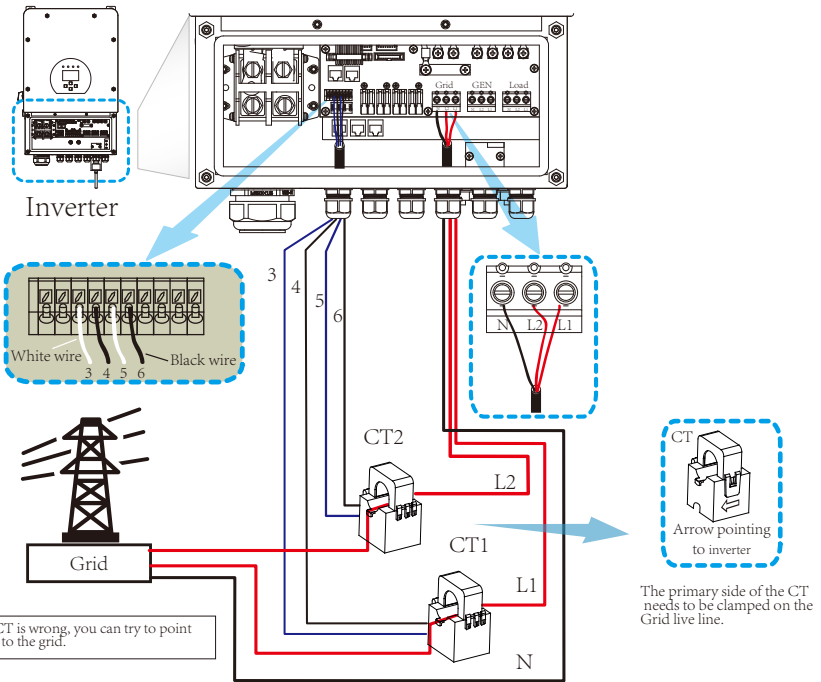 Grid
GEN
Load
Inverter
3
4
5
6
White wire
Black wire
3 4 5 6
N L2 L1
CT2
L2
CT
Arrow pointing
to inverter
CT1
Grid
L1
The primary side of the CT
needs to be clamped on the
Grid live line.
CT is wrong, you can try to point
to the grid.
N